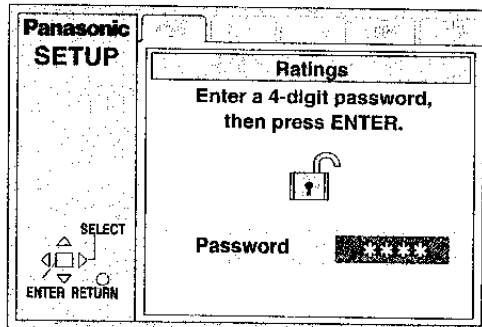 Panasonic
SETUP
Ratings
Enter a 4-digit password,
then press ENTER.
Password
SELECT
ENTER RETURN